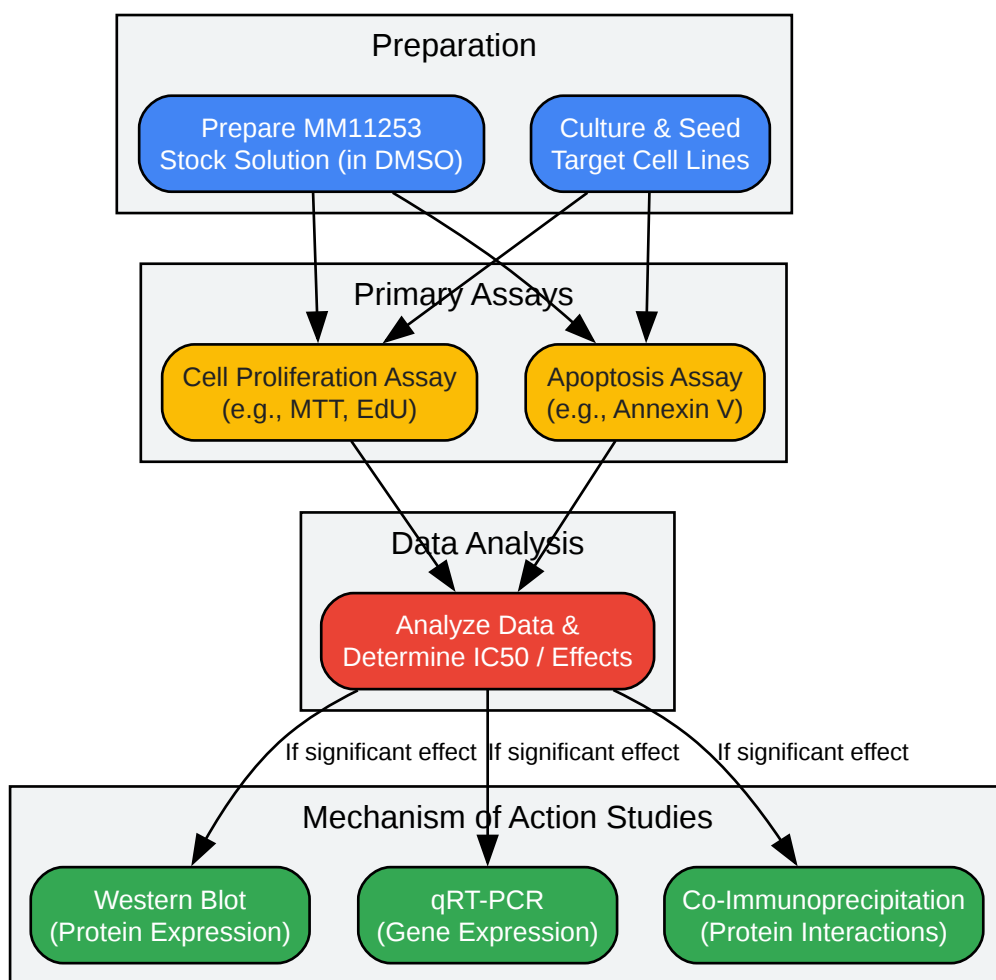 Preparation
Prepare MM11253
Stock Solution (in DMSO)
Culture & Seed
Target Cell Lines
Primary Assays
Cell Proliferation Assay
(e.g., MTT, EdU)
Apoptosis Assay
(e.g., Annexin V)
Data Analysis
Analyze Data &
Determine IC50 / Effects
If significant effect
If significant effect
If significant effect
Mechanism of Action Studies
Western Blot
(Protein Expression)
qRT-PCR
(Gene Expression)
Co-Immunoprecipitation
(Protein Interactions)